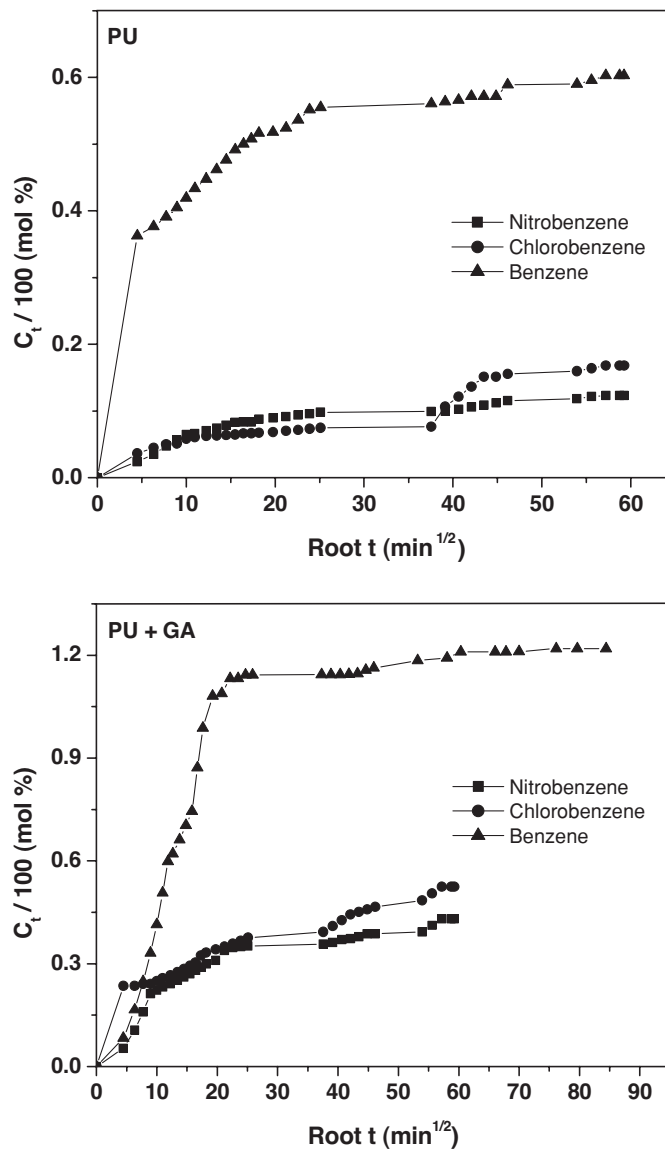 PU
0.6
0.4
0.2
0.0
C_t / 100 (mol %)
Nitrobenzene
Chlorobenzene
Benzene
0 10 20 30 40 50 60
Root t (min^1/2)
PU + GA
1.2
0.9
0.6
0.3
0.0
C_t / 100 (mol %)
Nitrobenzene
Chlorobenzene
Benzene
0 10 20 30 40 50 60 70 80 90
Root t (min^1/2)